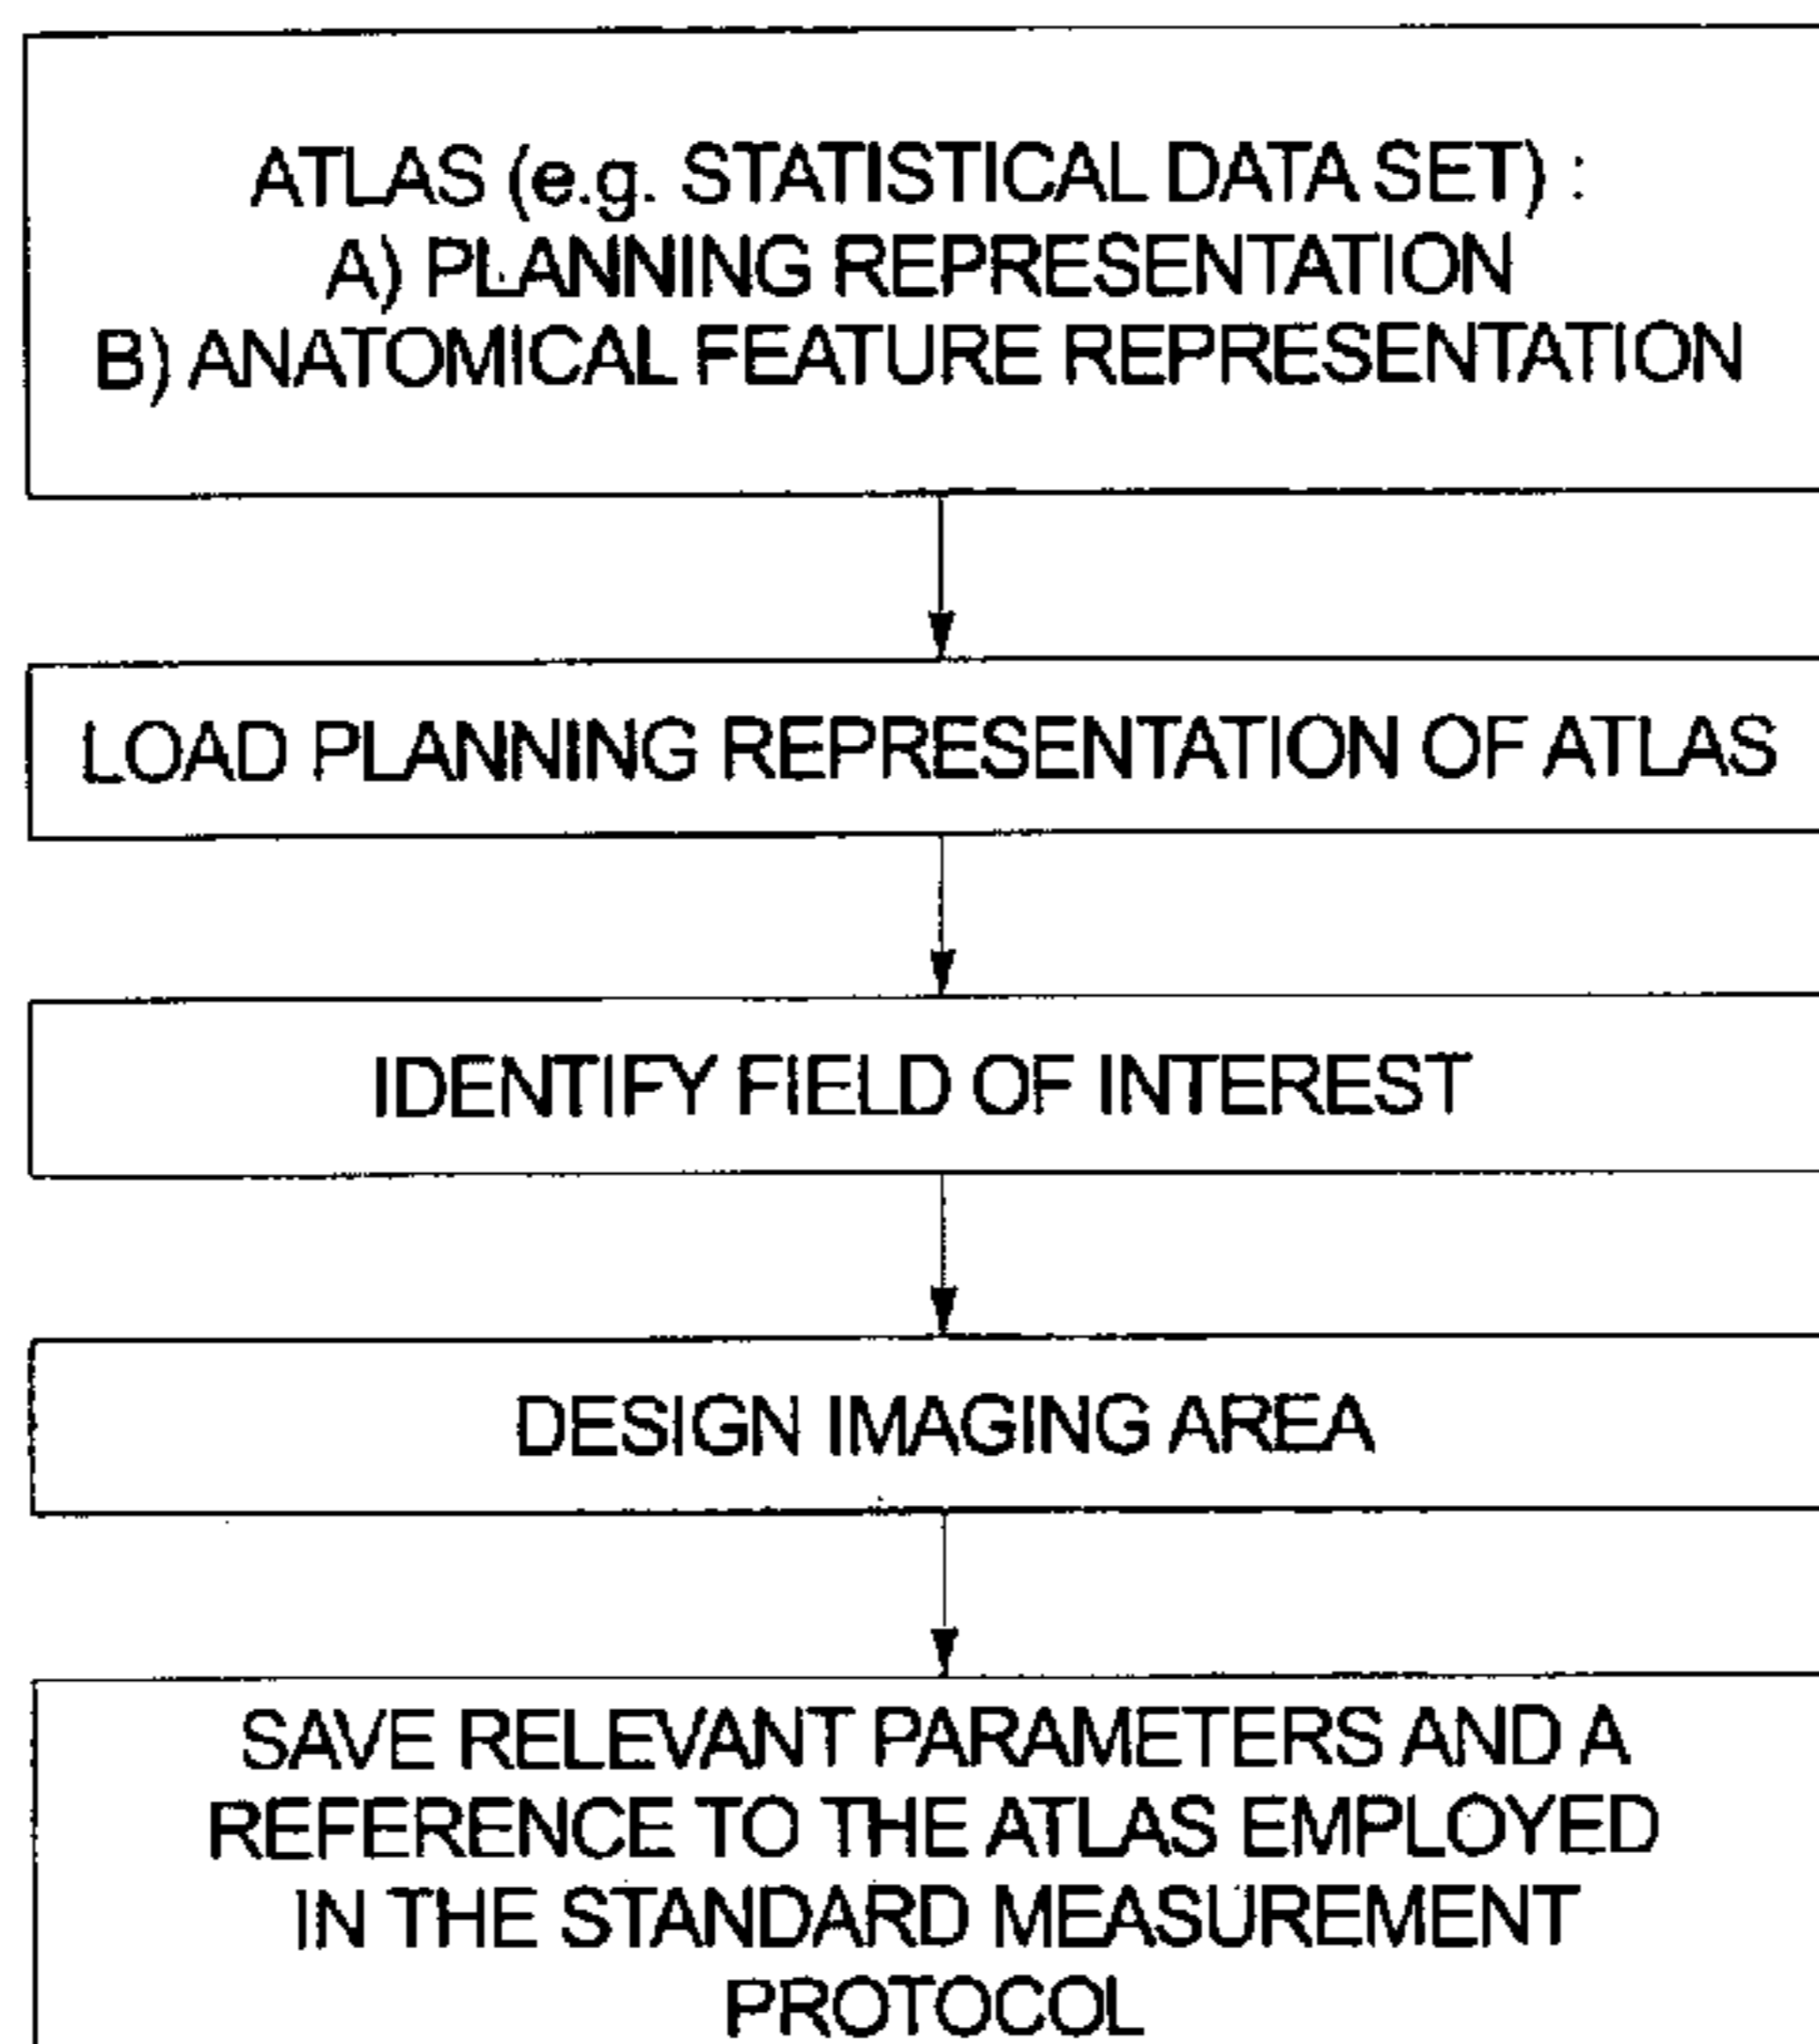 ATLAS (e.g. STATISTICAL DATA SET) :
A) PLANNING REPRESENTATION
B) ANATOMICAL FEATURE REPRESENTATION
LOAD PLANNING REPRESENTATION OF ATLAS
IDENTIFY FIELD OF INTEREST
DESIGN IMAGING AREA
SAVE RELEVANT PARAMETERS AND A
REFERENCE TO THE ATLAS EMPLOYED
IN THE STANDARD MEASUREMENT
PROTOCOL